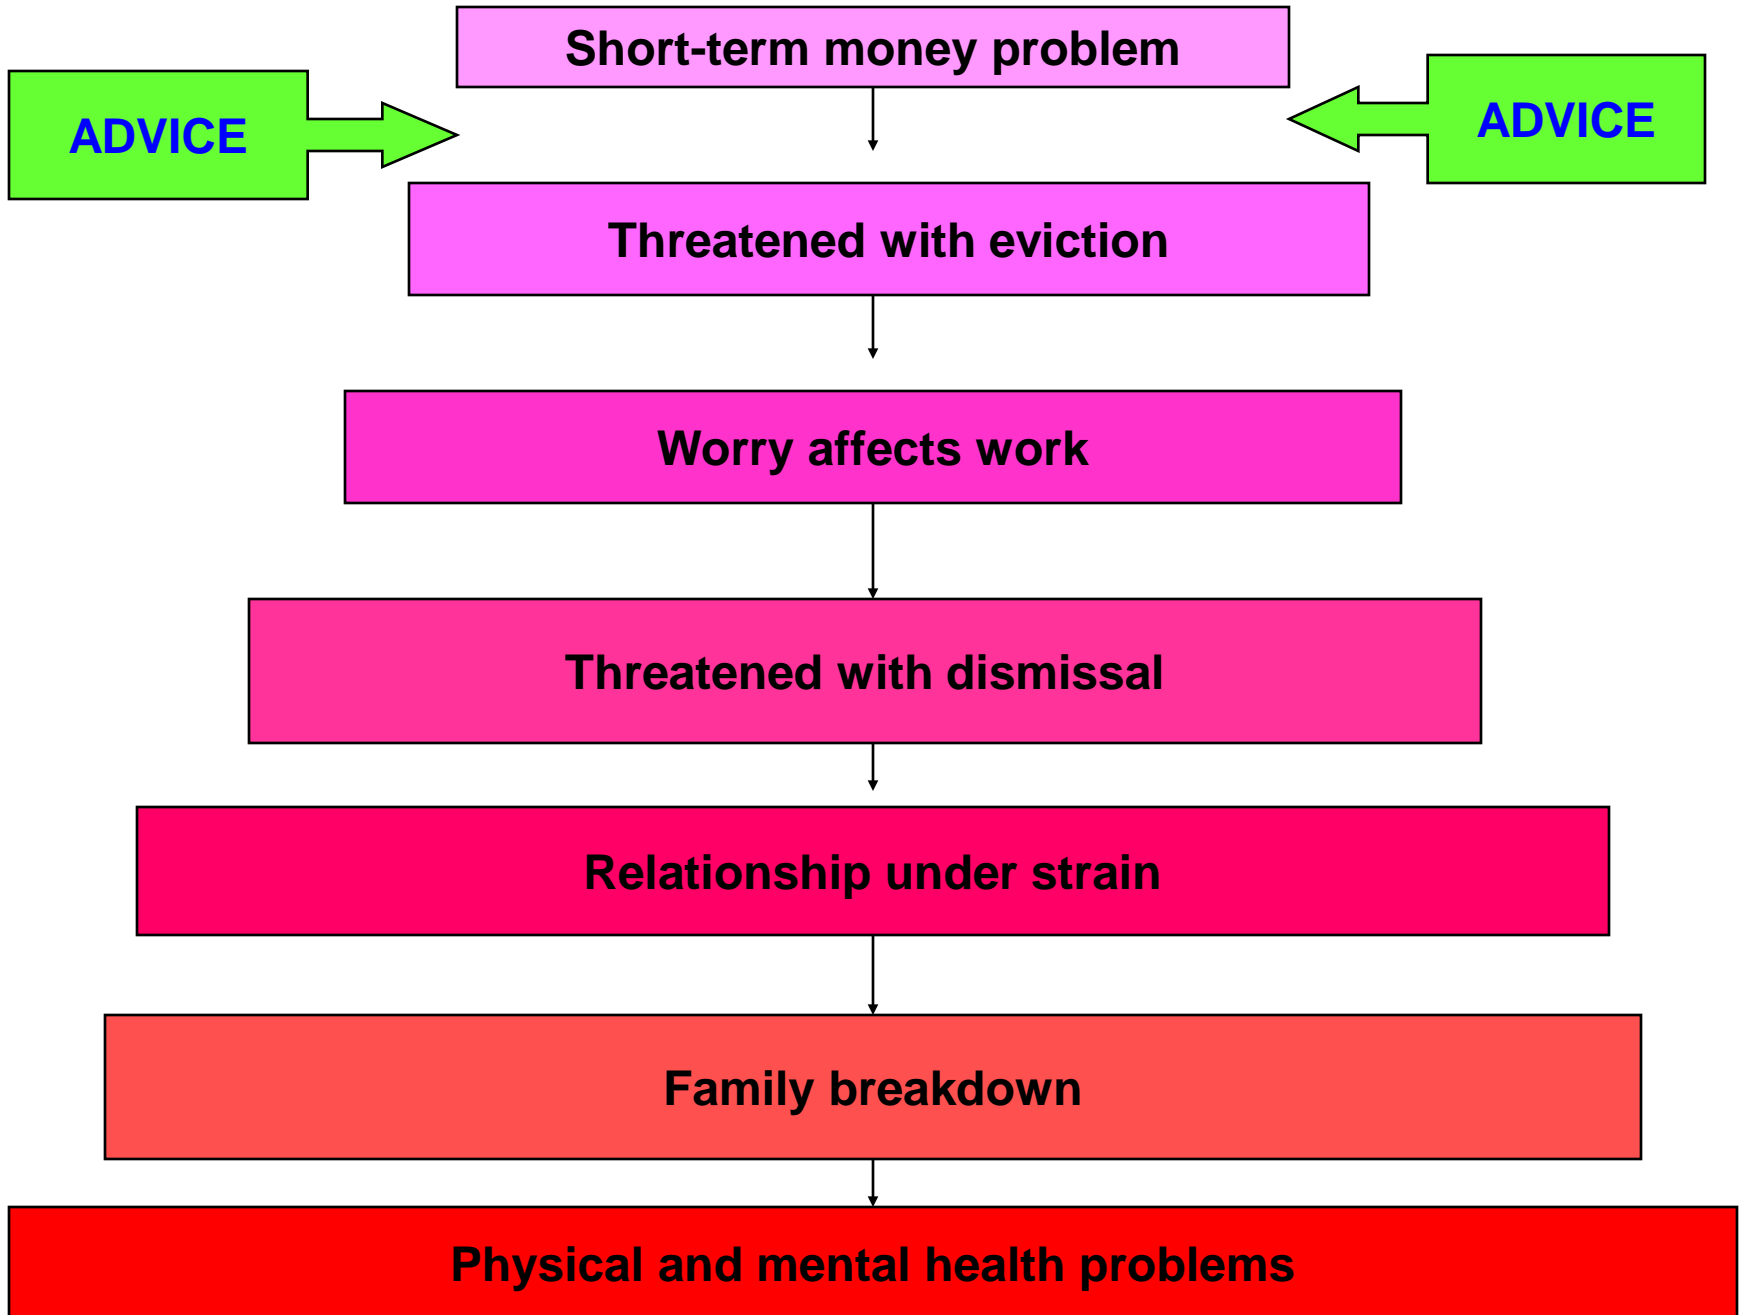 Short-term money problem
ADVICE
ADVICE
Threatened with eviction
Worry affects work
Threatened with dismissal
Relationship under strain
Family breakdown
Physical and mental health problems